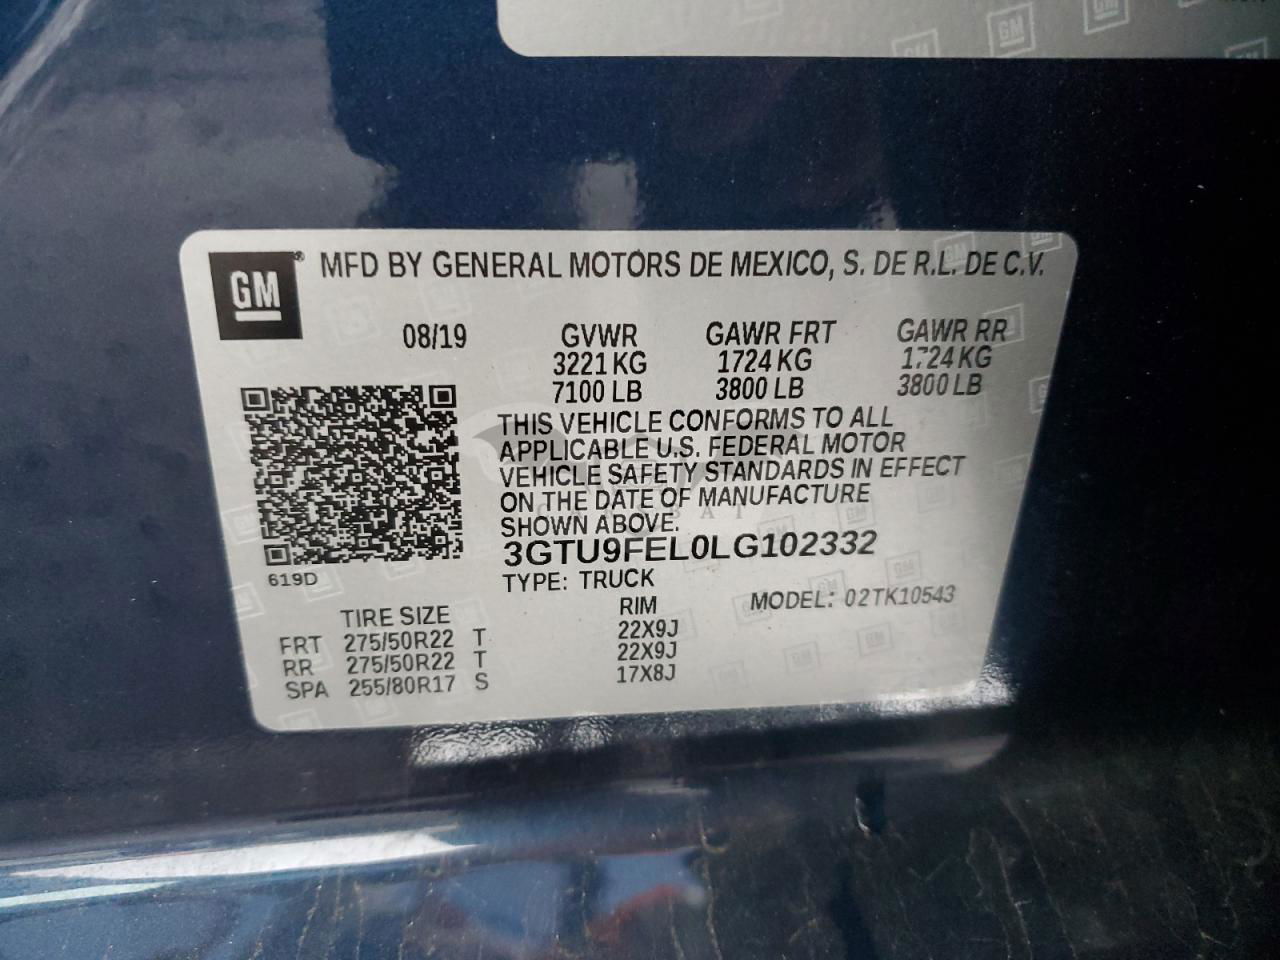 GM
MFD BY GENERAL MOTORS DE MEXICO, S. DE R.L. DE C.V.
08/19 GVWR GAWR FRT GAWR RR
3221 KG 1724 KG 1724 KG
7100 LB 3800 LB 3800 LB
THIS VEHICLE CONFORMS TO ALL
APPLICABLE U.S. FEDERAL MOTOR
VEHICLE SAFETY STANDARDS IN EFFECT
ON THE DATE OF MANUFACTURE
SHOWN ABOVE.
3GTU9FEL0LG102332
619D
TYPE: TRUCK
TIRE SIZE RIM MODEL: 02TK10543
FRT 275/50R22 T 22X9J
RR 275/50R22 T 22X9J
SPA 255/80R17 S 17X8J